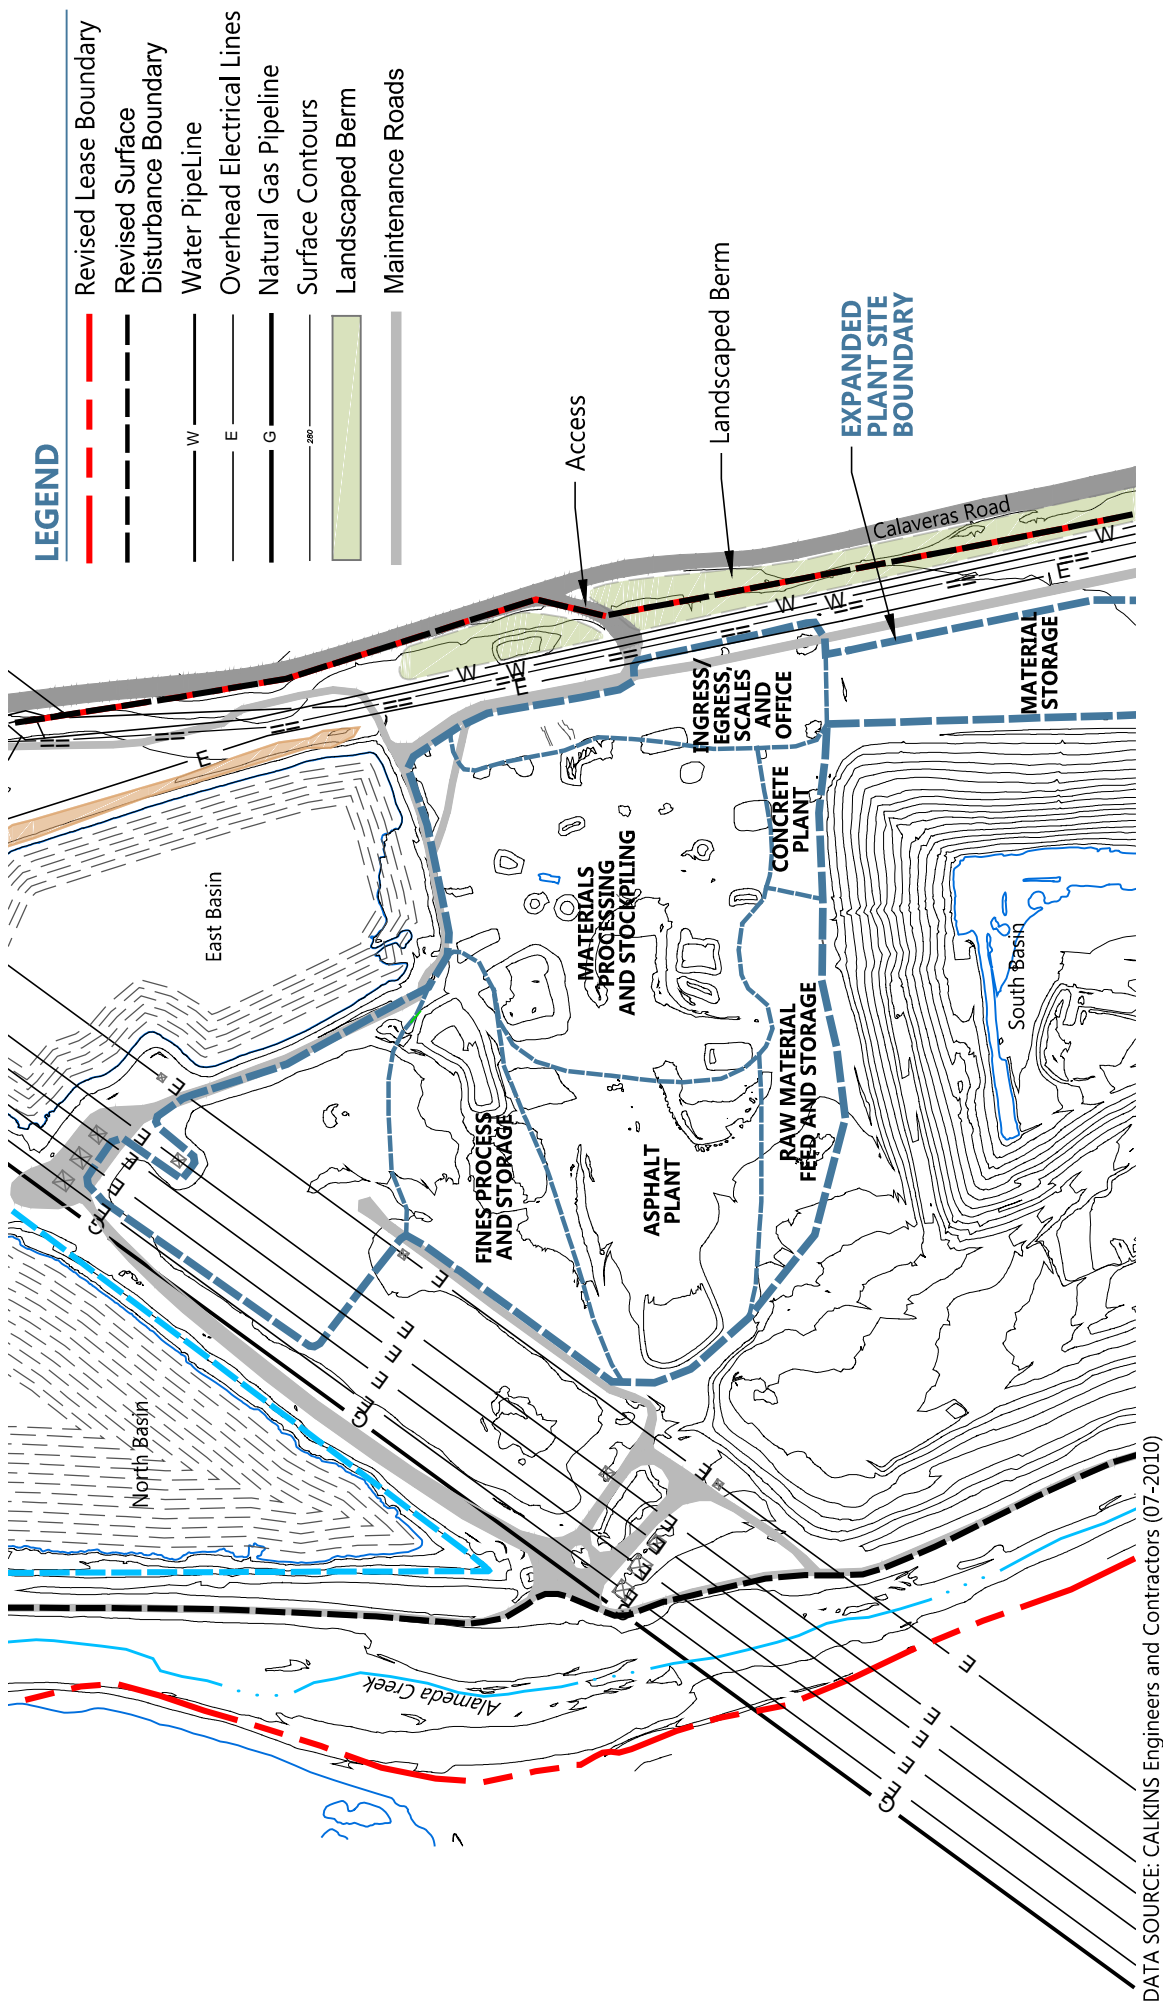 LEGEND
Revised Lease Boundary
Revised Surface
Disturbance Boundary
W
Water PipeLine
E
Overhead Electrical Lines
G
Natural Gas Pipeline
280
Surface Contours
Landscaped Berm
Maintenance Roads
Access
Landscaped Berm
EXPANDED
PLANT SITE
BOUNDARY
Calaveras Road
W
W
E
W
W
E
W
E
INGRESS/
EGRESS,
SCALES
AND
OFFICE
MATERIAL
STORAGE
CONCRETE
PLANT
East Basin
MATERIALS
PROCESSING
AND STOCKPILING
South Basin
RAW MATERIAL
FEED AND STORAGE
FINES PROCESS
AND STORAGE
ASPHALT
PLANT
E
E
E
E
E
E
G
E
E
E
E
E
G
North Basin
E
E
Alameda Creek
E
E
E
E
E
G
DATA SOURCE: CALKINS Engineers and Contractors (07-2010)